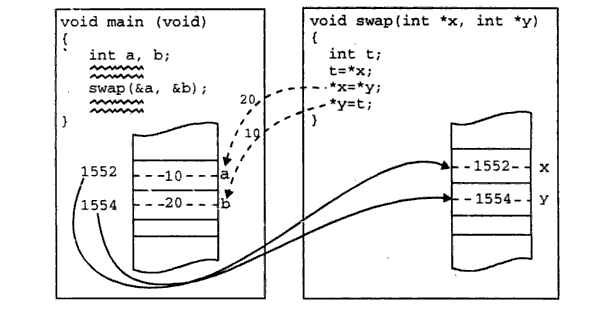 void main (void)
{
int a, b;
swap(&a, &b);
}
1552
1554
10
20
a
b
void swap(int *x, int *y)
{
int t;
t=*x;
*x=*y;
*y=t;
}
20
10
1552
x
1554
y